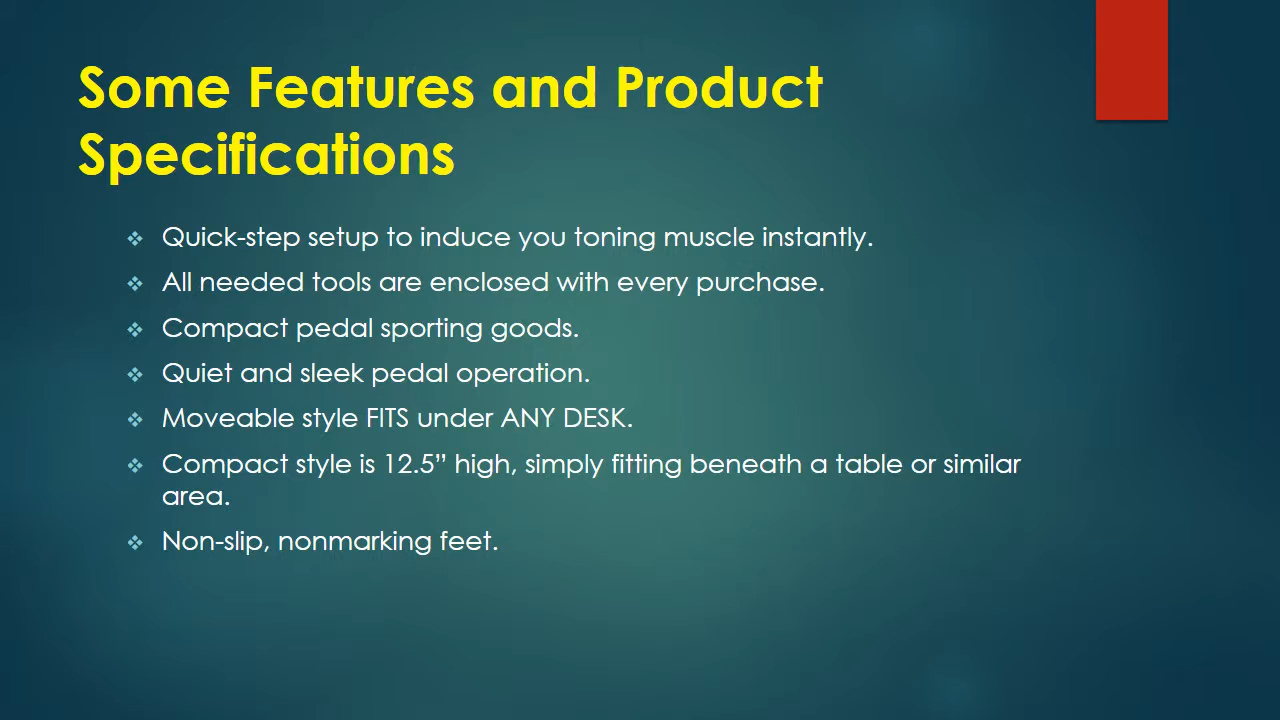 Some Features and Product
Specifications
❖ Quick-step setup to induce you toning muscle instantly.
❖ All needed tools are enclosed with every purchase.
❖ Compact pedal sporting goods.
❖ Quiet and sleek pedal operation.
❖ Moveable style FITS under ANY DESK.
❖ Compact style is 12.5” high, simply fitting beneath a table or similar
area.
❖ Non-slip, nonmarking feet.